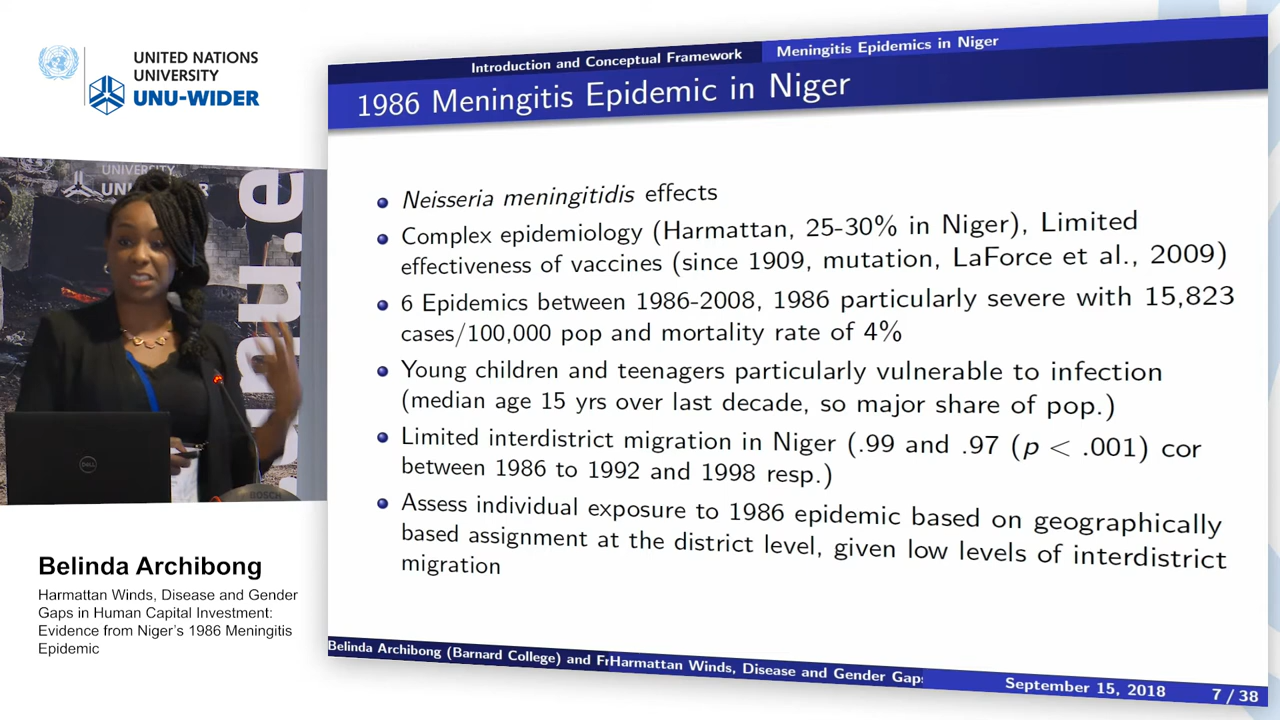 UNITED NATIONS
UNIVERSITY
UNU-WIDER
UNIVERSITY
Introduction and Conceptual Framework
Meningitis Epidemics in Niger
1986 Meningitis Epidemic in Niger
Neisseria meningitidis effects
Complex epidemiology (Harmattan, 25-30% in Niger), Limited
effectiveness of vaccines (since 1909, mutation, LaForce et al., 2009)
6 Epidemics between 1986-2008, 1986 particularly severe with 15,823
cases/100,000 pop and mortality rate of 4%
Young children and teenagers particularly vulnerable to infection
(median age 15 yrs over last decade, so major share of pop.)
Limited interdistrict migration in Niger (.99 and .97 (p < .001) cor
between 1986 to 1992 and 1998 resp.)
Assess individual exposure to 1986 epidemic based on geographically
based assignment at the district level, given low levels of interdistrict
migration
Belinda Archibong
Harmattan Winds, Disease and Gender
Gaps in Human Capital Investment:
Evidence from Niger's 1986 Meningitis
Epidemic
Belinda Archibong (Barnard College) and Fr
Harmattan Winds, Disease and Gender Gap
September 15, 2018
7 / 38
DELL
BOSCH